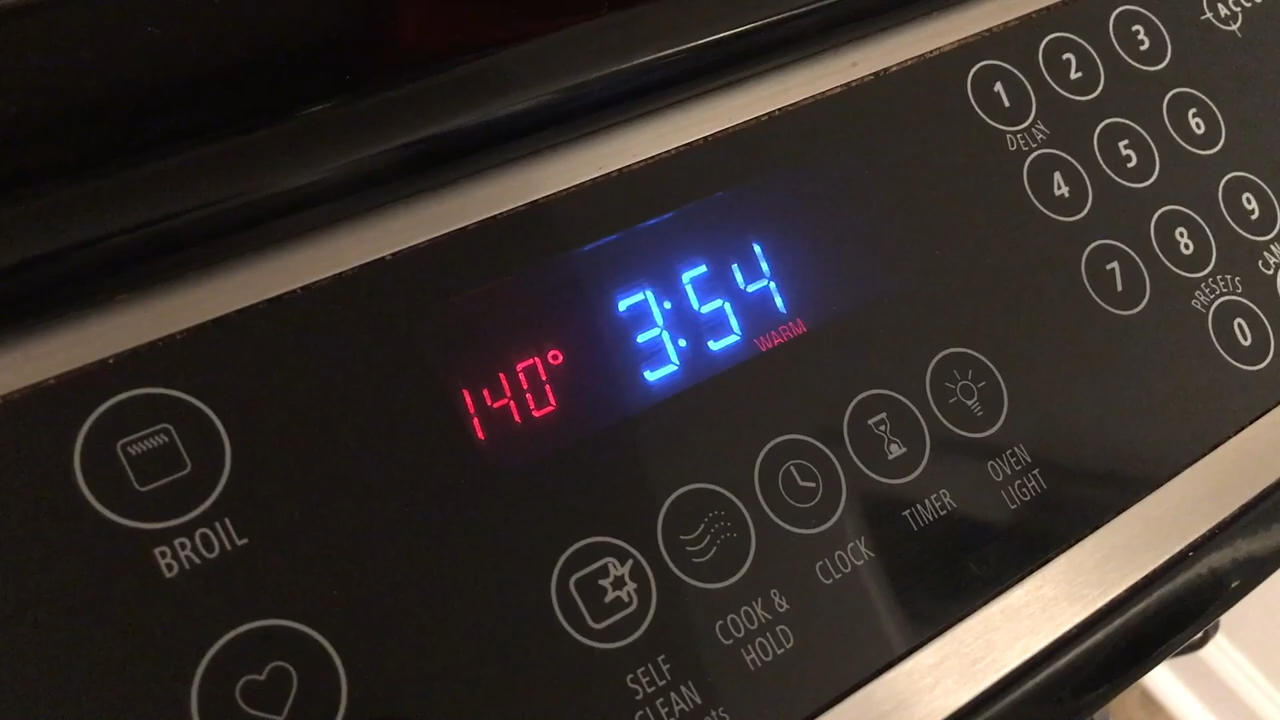 1 2 3
DELAY
4 5 6
7 8 9
PRESETS
0
140° 3:54
WARM
BROIL
SELF
CLEAN
COOK &
HOLD
CLOCK
TIMER
OVEN
LIGHT